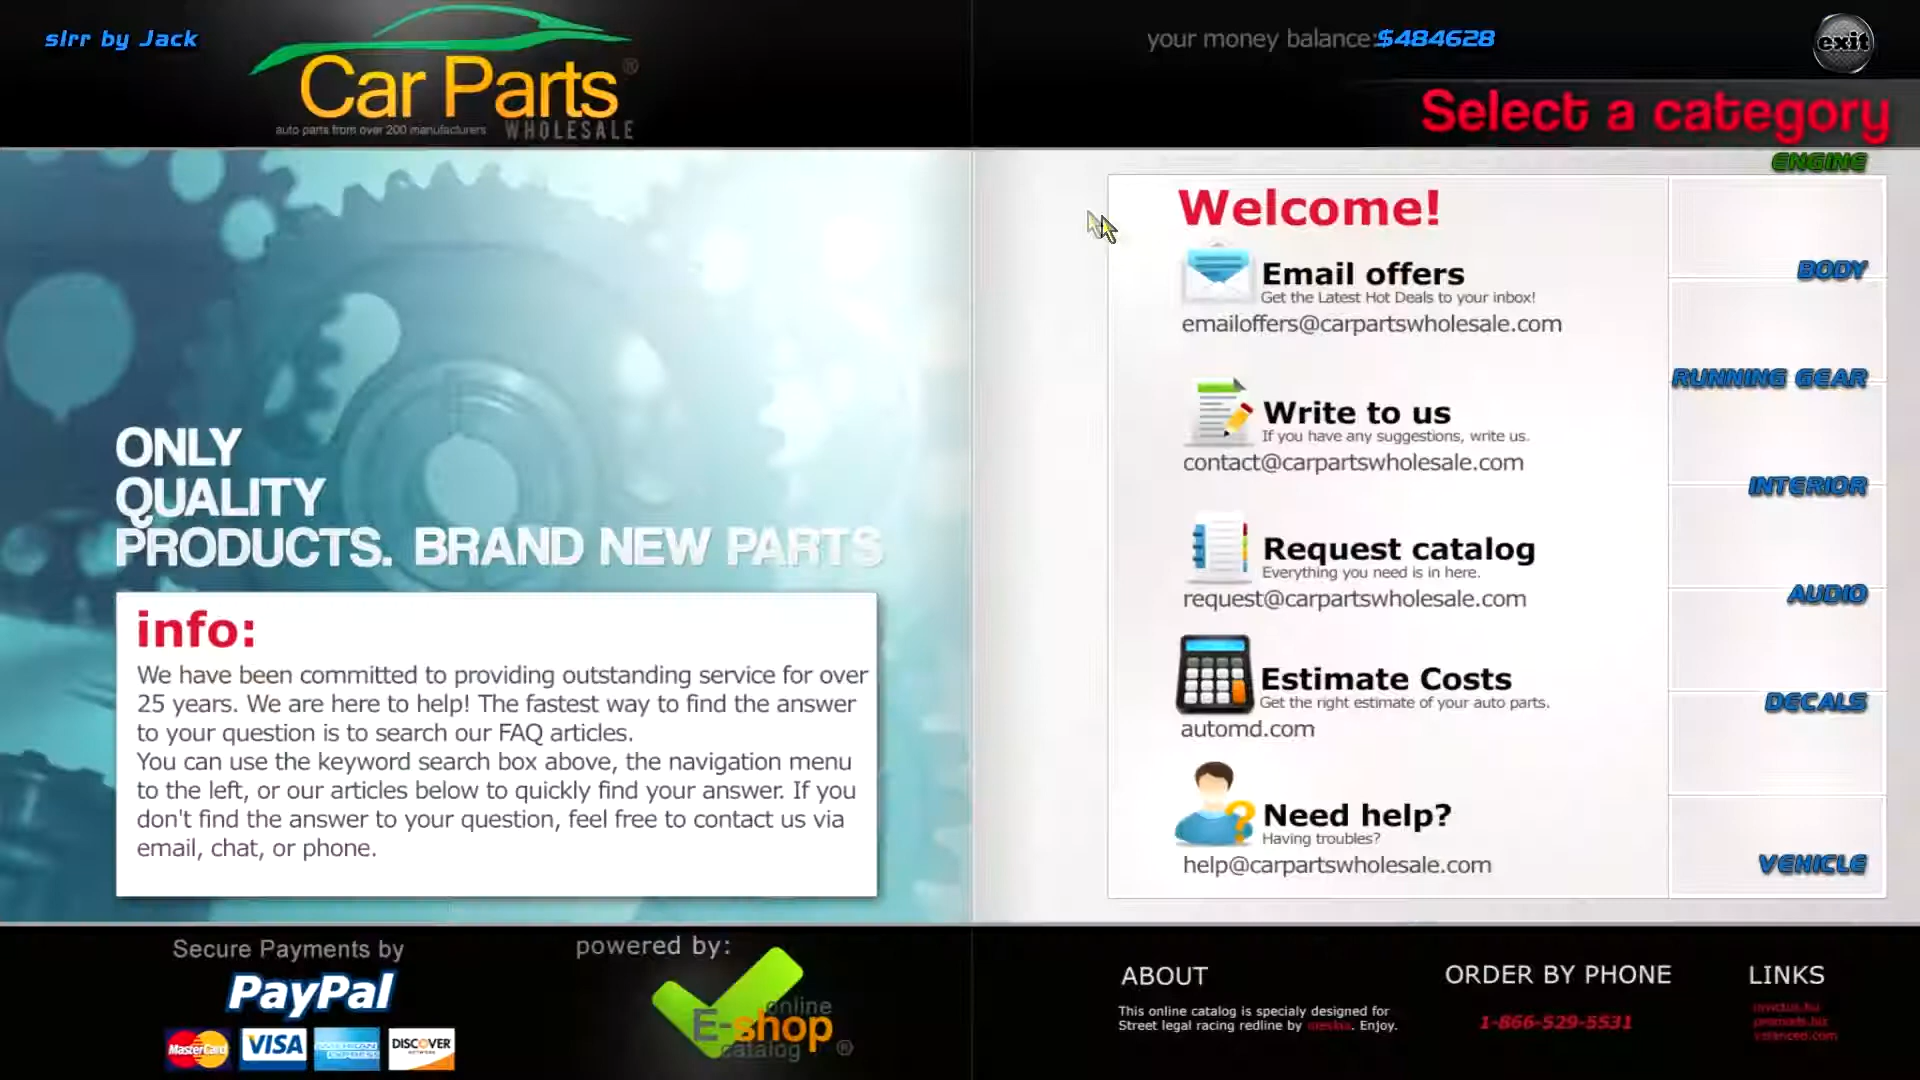 slrr by Jack
Car Parts®
auto parts from over 200 manufacturers WHOLESALE
your money balance:$484628
exit
Select a category
ENGINE
BODY
RUNNING GEAR
INTERIOR
AUDIO
DECALS
VEHICLE
ONLY
QUALITY
PRODUCTS. BRAND NEW PARTS
info:
We have been committed to providing outstanding service for over
25 years. We are here to help! The fastest way to find the answer
to your question is to search our FAQ articles.
You can use the keyword search box above, the navigation menu
to the left, or our articles below to quickly find your answer. If you
don't find the answer to your question, feel free to contact us via
email, chat, or phone.
Welcome!
Email offers
Get the Latest Hot Deals to your inbox!
emailoffers@carpartswholesale.com
Write to us
If you have any suggestions, write us.
contact@carpartswholesale.com
Request catalog
Everything you need is in here.
request@carpartswholesale.com
Estimate Costs
Get the right estimate of your auto parts.
automd.com
Need help?
Having troubles?
help@carpartswholesale.com
Secure Payments by
PayPal
MasterCard VISA AMERICAN EXPRESS DISCOVER
powered by:
online
E-shop
catalog ®
ABOUT
This online catalog is specialy designed for
Street legal racing redline by . Enjoy.
ORDER BY PHONE
1-866-529-5531
LINKS